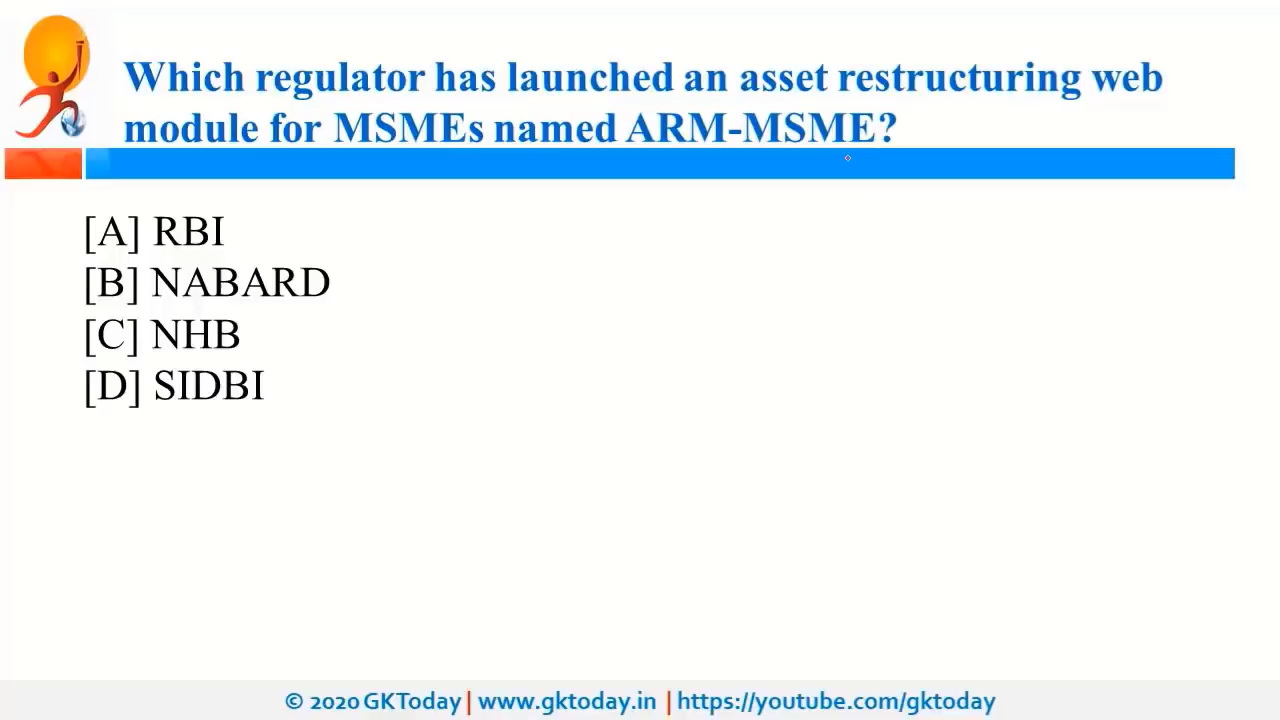 Which regulator has launched an asset restructuring web
module for MSMEs named ARM-MSME?
[A] RBI
[B] NABARD
[C] NHB
[D] SIDBI
© 2020 GKToday | www.gktoday.in | https://youtube.com/gktoday